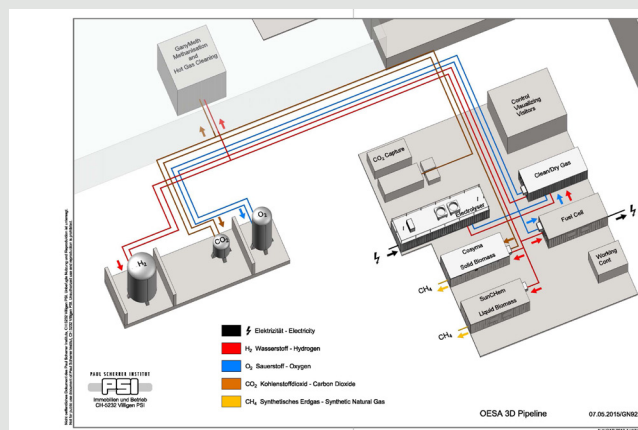 GanyMeth
Methanisation
and
Hot Gas Cleaning
Control
Visualizing
Visitors
CO₂ Capture
Clean/Dry Gas
Electrolyser
Fuel Cell
Cosyma
Solid Biomass
Working
Cont
SunCHem
Liquid Biomass
CH₄
CH₄
H₂
CO₂
O₂
Elektrizität - Electricity
H₂ Wasserstoff - Hydrogen
O₂ Sauerstoff - Oxygen
CO₂ Kohlenstoffdioxid - Carbon Dioxide
CH₄ Synthetisches Erdgas - Synthetic Natural Gas
PAUL SCHERRER INSTITUT
PSI
Immobilien und Betrieb
CH-5232 Villigen PSI
OESA 3D Pipeline
07.05.2015/GN92